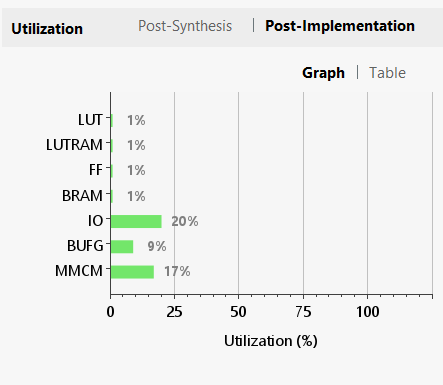 Utilization Post-Synthesis | Post-Implementation
Graph | Table
LUT 1%
LUTRAM 1%
FF 1%
BRAM 1%
IO 20%
BUFG 9%
MMCM 17%
0 25 50 75 100
Utilization (%)